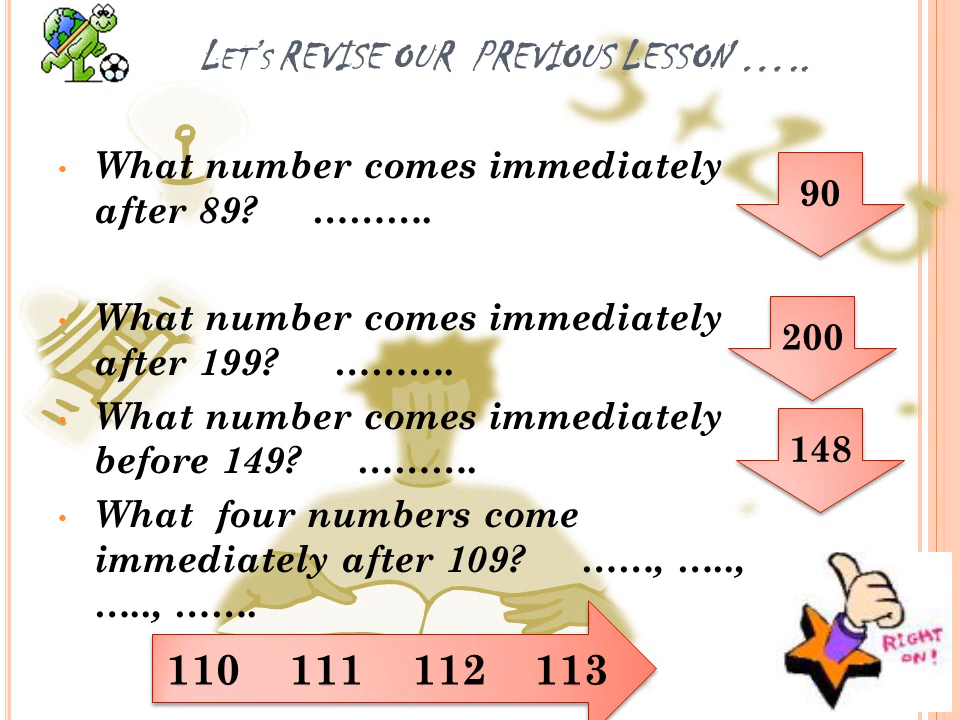 LET'S REVISE OUR PREVIOUS LESSON .….
• What number comes immediately
after 89? ……….
90
• What number comes immediately
after 199? ……….
200
• What number comes immediately
before 149? ……….
148
• What four numbers come
immediately after 109? ……, …..,
….., …….
110 111 112 113
RIGHT
ON!